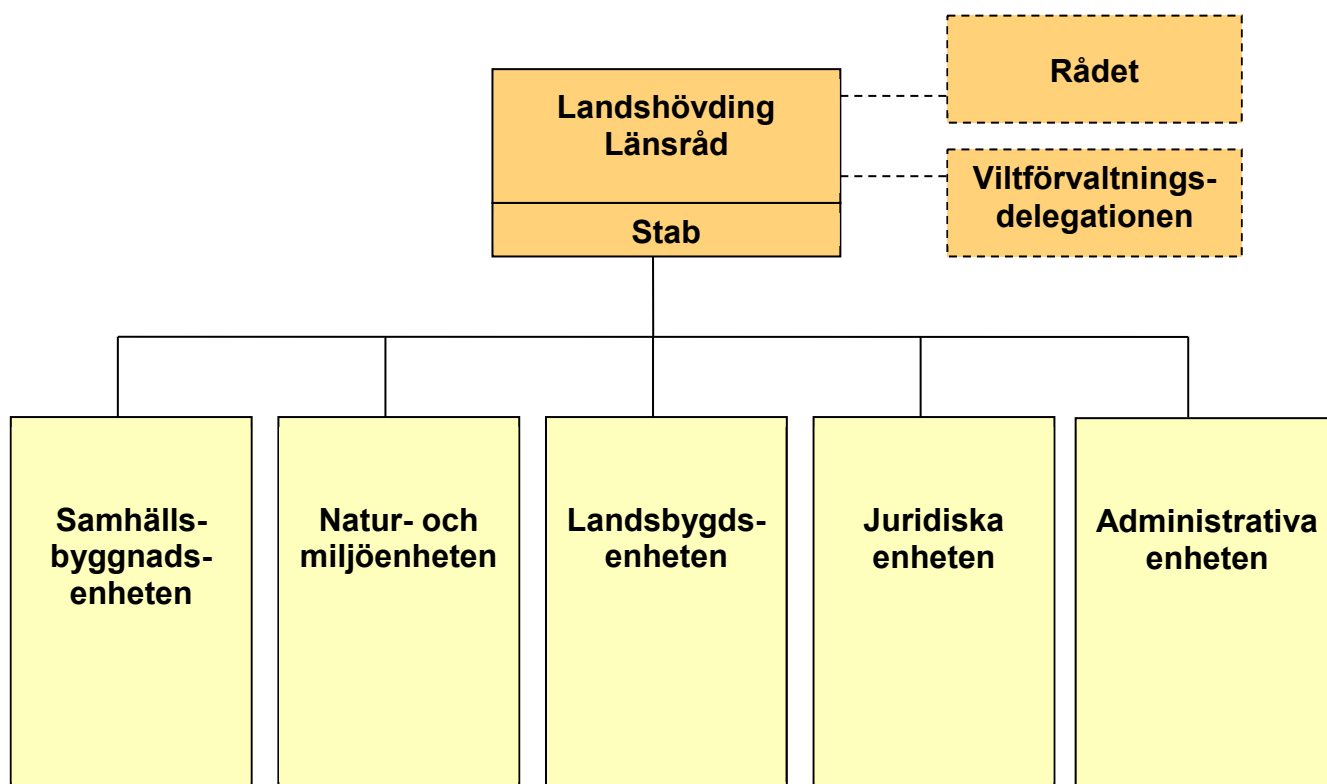 Landshövding
Länsråd
Stab
Rådet
Viltförvaltnings-
delegationen
Samhälls-
byggnads-
enheten
Natur- och
miljöenheten
Landsbygds-
enheten
Juridiska
enheten
Administrativa
enheten